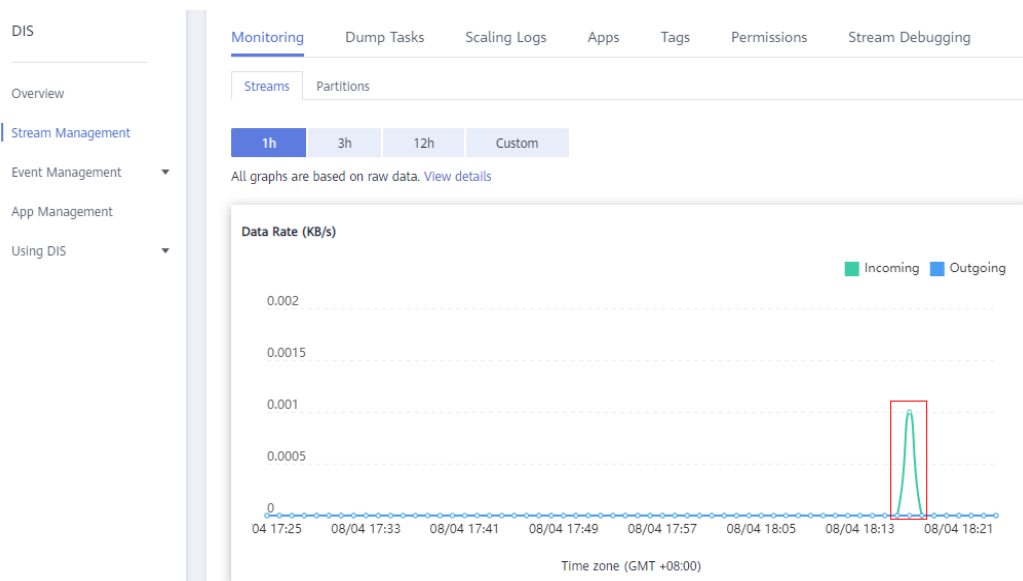 DIS
Overview
Stream Management
Event Management
App Management
Using DIS
Monitoring Dump Tasks Scaling Logs Apps Tags Permissions Stream Debugging
Streams Partitions
1h 3h 12h Custom
All graphs are based on raw data. View details
Data Rate (KB/s)
Incoming Outgoing
0.002
0.0015
0.001
0.0005
0
04 17:25 08/04 17:33 08/04 17:41 08/04 17:49 08/04 17:57 08/04 18:05 08/04 18:13 08/04 18:21
Time zone (GMT +08:00)